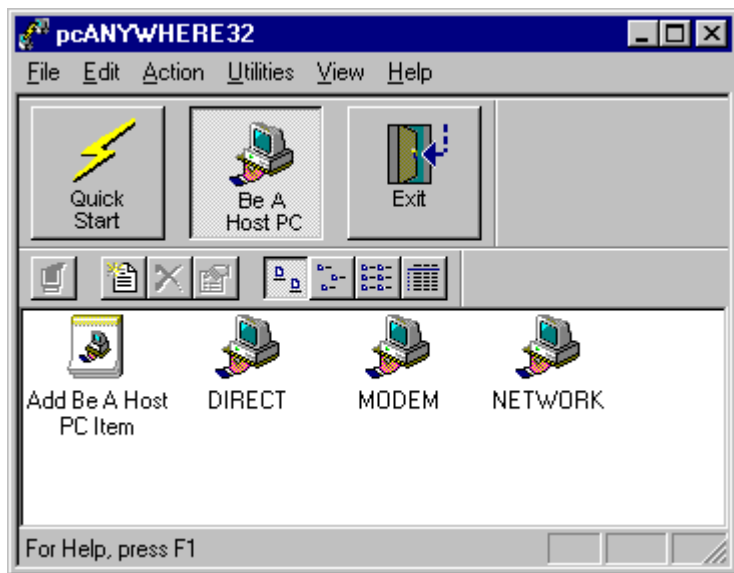 pcANYWHERE32
File Edit Action Utilities View Help
Quick
Start
Be A
Host PC
Exit
Add Be A Host
PC Item
DIRECT
MODEM
NETWORK
For Help, press F1